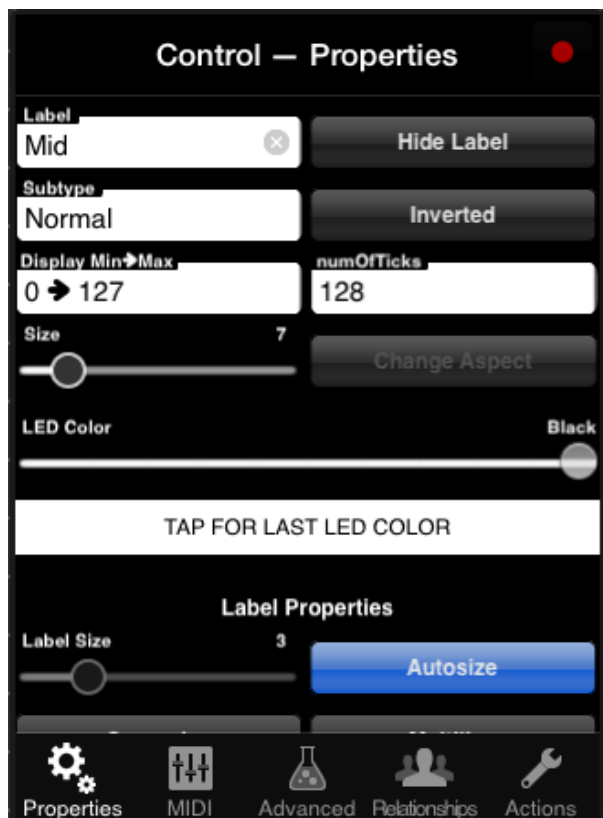 Control — Properties
Label
Mid
Hide Label
Subtype
Normal
Inverted
Display Min➔Max
0 ➔ 127
numOfTicks
128
Size 7
Change Aspect
LED Color Black
TAP FOR LAST LED COLOR
Label Properties
Label Size 3
Autosize
Properties MIDI Advanced Relationships Actions